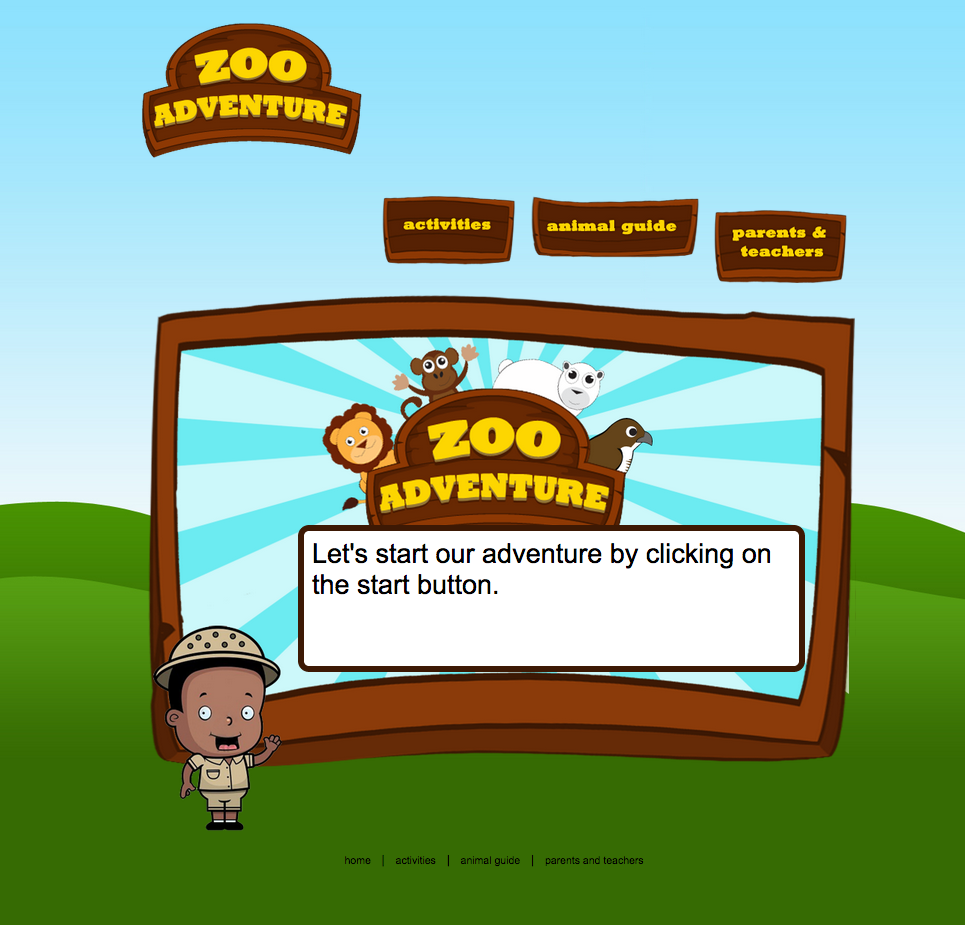 ZOO
ADVENTURE
activities
animal guide
parents &
teachers
ZOO
ADVENTURE
Let's start our adventure by clicking on
the start button.
home | activities | animal guide | parents and teachers